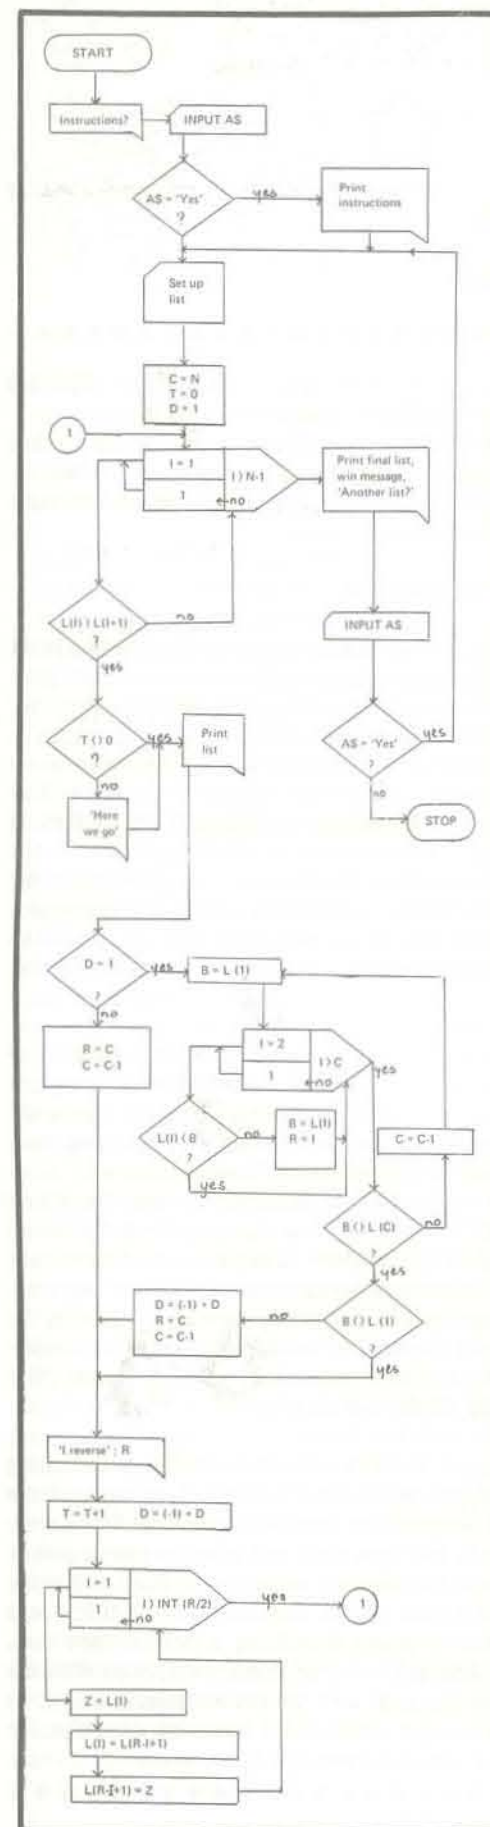 START
Instructions?
INPUT A$
A$ = 'Yes'
?
yes
Print
instructions
Set up
list
C = N
T = 0
D = 1
1
I = 1
1
I ) N-1
no
Print final list,
win message,
'Another list?'
L(I) ) L(I+1)
?
no
yes
INPUT A$
T ( ) 0
?
yes
Print
list
no
'Here
we go'
A$ = 'Yes'
?
yes
no
STOP
D = 1
?
yes
B = L (1)
no
R = C
C = C-1
I = 2
1
I ) C
no
yes
L(I) ( B
?
no
B = L(I)
R = I
yes
C = C-1
B ( ) L (C)
?
no
yes
D = (-1) + D
R = C
C = C-1
no
B ( ) L (I)
?
yes
'I reverse' ; R
T = T+1 D = (-1) + D
I = 1
1
I ) INT (R/2)
no
yes
1
Z = L(I)
L(I) = L(R-I+1)
L(R-I+1) = Z